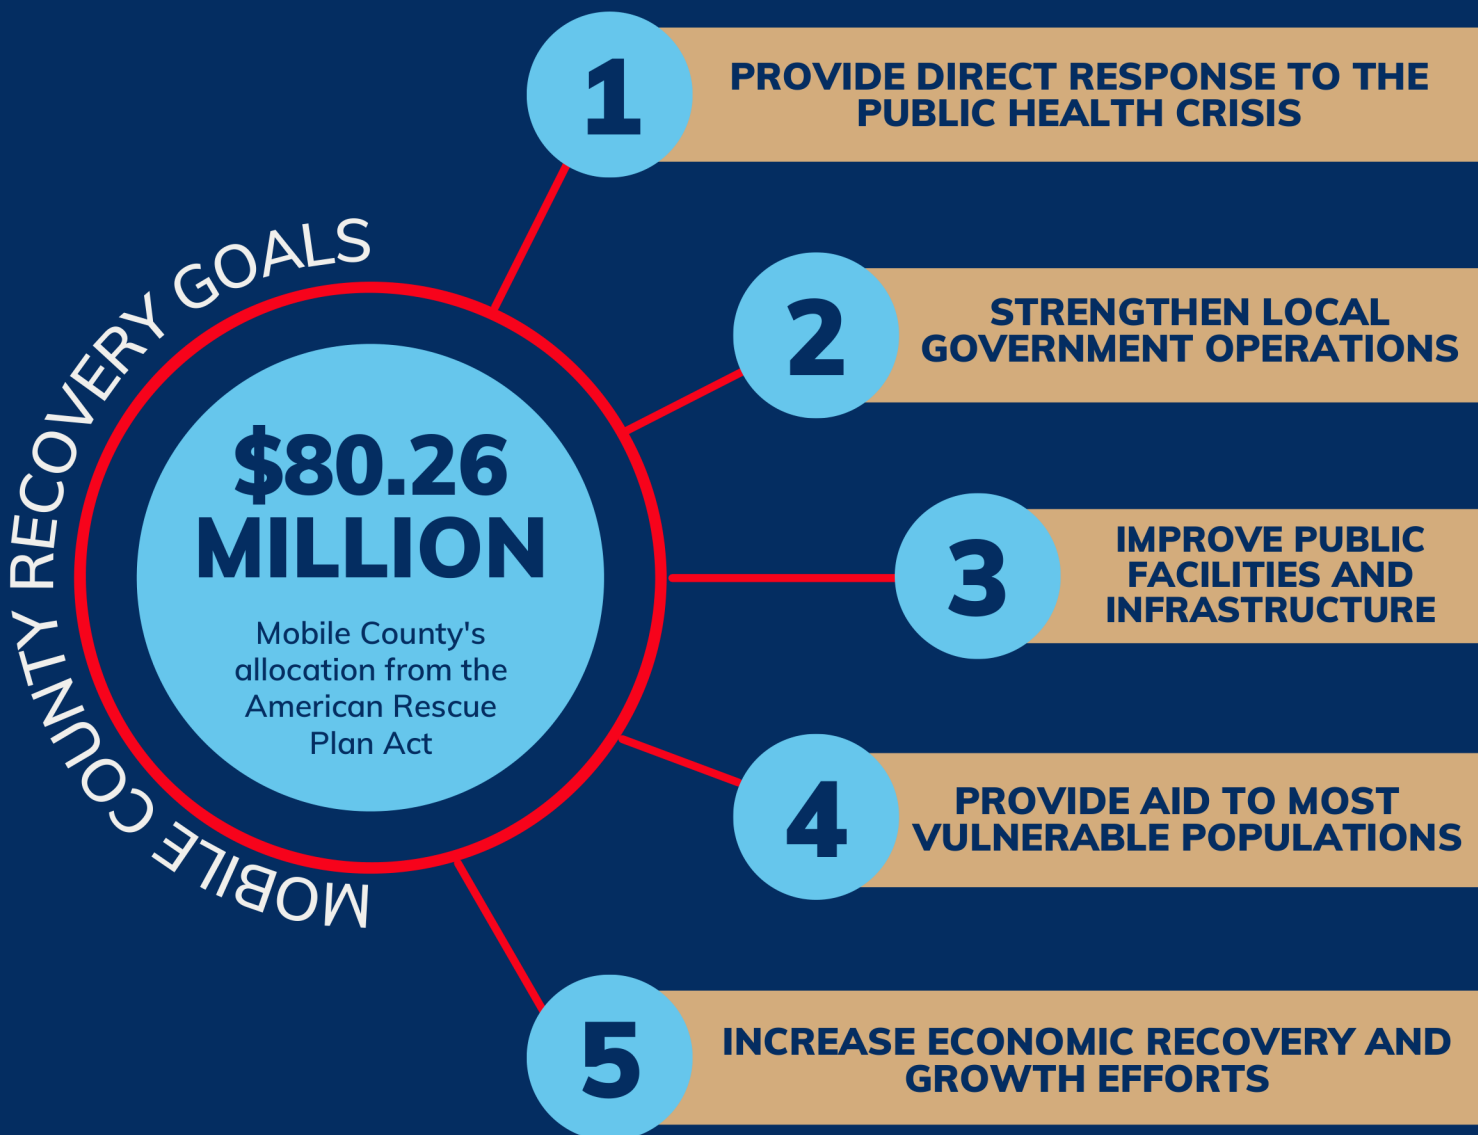 MOBILE COUNTY RECOVERY GOALS
$80.26
MILLION
Mobile County's
allocation from the
American Rescue
Plan Act
1
PROVIDE DIRECT RESPONSE TO THE
PUBLIC HEALTH CRISIS
2
STRENGTHEN LOCAL
GOVERNMENT OPERATIONS
3
IMPROVE PUBLIC
FACILITIES AND
INFRASTRUCTURE
4
PROVIDE AID TO MOST
VULNERABLE POPULATIONS
5
INCREASE ECONOMIC RECOVERY AND
GROWTH EFFORTS